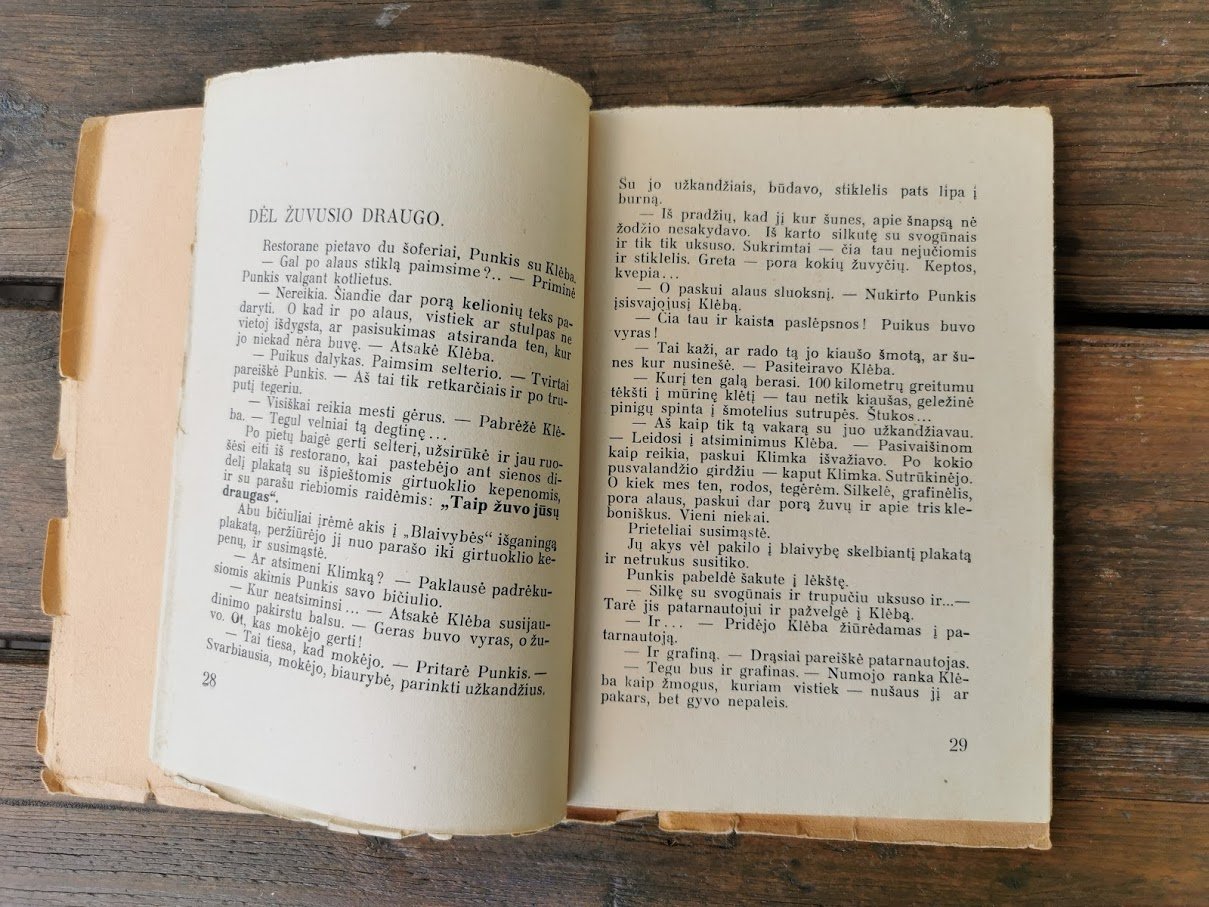 DĖL ŽUVUSIO DRAUGO.
Restorane pietavo du šoferiai, Punkis su Klėba.
— Gal po alaus stiklą paimsime?.. — Priminė
Punkis valgant kotlietus.
— Nereikia. Šiandie dar porą kelionių teks pa-
daryti. O kad ir po alaus, vistiek ar stulpas ne
vietoj išdygsta, ar pasisukimas atsiranda ten, kur
jo niekad nėra buvę. — Atsakė Klėba.
— Puikus dalykas. Paimsim selterio. — Tvirtai
pareiškė Punkis. — Aš tai tik retkarčiais ir po tru-
putį tegeriu.
— Visiškai reikia mesti gėrus. — Pabrėžė Klė-
ba. — Tegul velniai tą degtinę...
Po pietų baigė gerti selterį, užsirūkė ir jau ruo-
šėsi eiti iš restorano, kai pastebėjo ant sienos di-
delį plakatą su išpieštomis girtuoklio kepenomis,
ir su parašu riebiomis raidėmis: „Taip žuvo jūsų
draugas“.
Abu bičiuliai įrėmė akis į „Blaivybės“ išganingą
plakatą, peržiūrėjo jį nuo parašo iki girtuoklio ke-
penų, ir susimąstė.
— Ar atsimeni Klimką? — Paklausė padrėku-
siomis akimis Punkis savo bičiulio.
— Kur neatsiminsi... — Atsakė Klėba susijau-
dinimo pakirstu balsu. — Geras buvo vyras, o žu-
vo. Ot, kas mokėjo gerti!
— Tai tiesa, kad mokėjo. — Pritarė Punkis. —
Svarbiausia, mokėjo, biaurybė, parinkti užkandžius.
28
Su jo užkandžiais, būdavo, stiklelis pats lipa į
burną.
— Iš pradžių, kad jį kur šunes, apie šnapsą nė
žodžio nesakydavo. Iš karto silkutę su svogūnais
ir tik tik uksuso. Sukrimtai — čia tau nejučiomis
ir stiklelis. Greta — pora kokių žuvyčių. Keptos,
kvepia...
— O paskui alaus sluoksnį. — Nukirto Punkis
įsisvajojusį Klėbą.
— Čia tau ir kaista paslėpsnos! Puikus buvo
vyras!
— Tai kaži, ar rado tą jo kiaušo šmotą, ar šu-
nes kur nusinešė. — Pasiteiravo Klėba.
— Kurį ten galą berasi. 100 kilometrų greitumu
tėkšti į mūrinę klėtį — tau netik kiaušas, geležinė
pinigų spinta į šmotelius sutrupės. Štukos...
— Aš kaip tik tą vakarą su juo užkandžiavau.
— Leidosi į atsiminimus Klėba. — Pasivaišinom
kaip reikia, paskui Klimka išvažiavo. Po kokio
pusvalandžio girdžiu — kaput Klimka. Sutrūkinėjo.
O kiek mes ten, rodos, tegėrėm. Silkelė, grafinėlis,
pora alaus, paskui dar porą žuvų ir apie tris kle-
boniškus. Vieni niekai.
Prieteliai susimąstė.
Jų akys vėl pakilo į blaivybę skelbiantį plakatą
ir netrukus susitiko.
Punkis pabeldė šakute į lėkštę.
— Silkę su svogūnais ir trupučiu uksuso ir...—
Tarė jis patarnautojui ir pažvelgė į Klėbą.
— Ir... — Pridėjo Klėba žiūrėdamas į pa-
tarnautoją.
— Ir grafiną. — Drąsiai pareiškė patarnautojas.
— Tegu bus ir grafinas. — Numojo ranka Klė-
ba kaip žmogus, kuriam vistiek — nušaus jį ar
pakars, bet gyvo nepaleis.
29